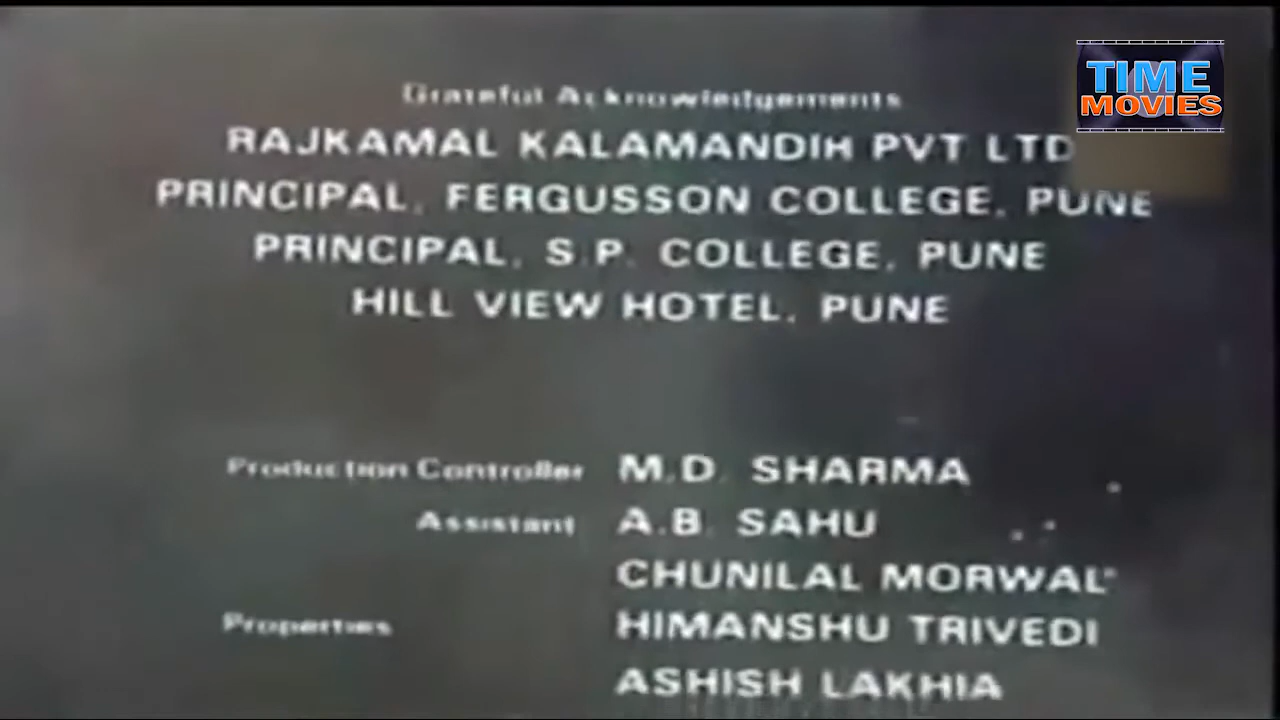 TIME
MOVIES
Grateful Acknowledgements
RAJKAMAL KALAMANDIR PVT LTD
PRINCIPAL, FERGUSSON COLLEGE, PUNE
PRINCIPAL, S.P. COLLEGE, PUNE
HILL VIEW HOTEL, PUNE
Production Controller M.D. SHARMA
Assistant A.B. SAHU
CHUNILAL MORWAL
Properties HIMANSHU TRIVEDI
ASHISH LAKHIA